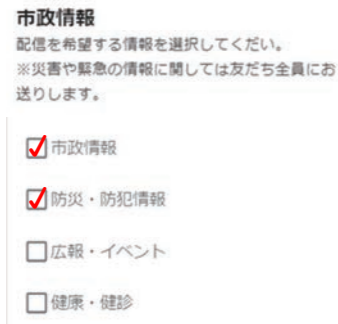 市政情報
配信を希望する情報を選択してくだい。
※災害や緊急の情報に関しては友だち全員にお
送りします。
市政情報
防災・防犯情報
広報・イベント
健康・健診